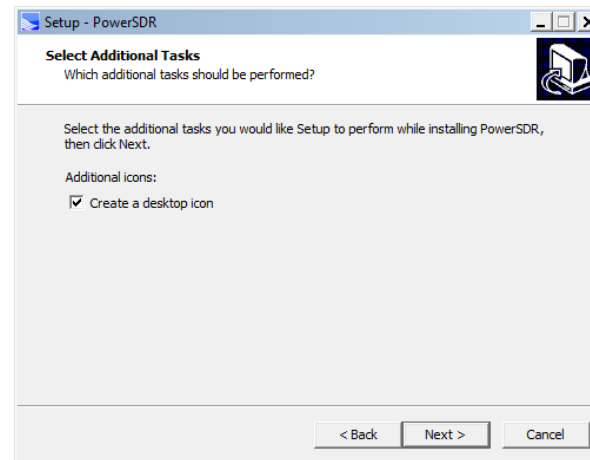 Setup - PowerSDR
Select Additional Tasks
Which additional tasks should be performed?
Select the additional tasks you would like Setup to perform while installing PowerSDR,
then click Next.
Additional icons:
Create a desktop icon
< Back Next > Cancel